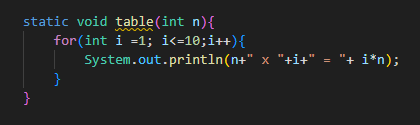 static void table(int n){
for(int i =1; i<=10;i++){
System.out.println(n+" x "+i+" = "+ i*n);
}
}